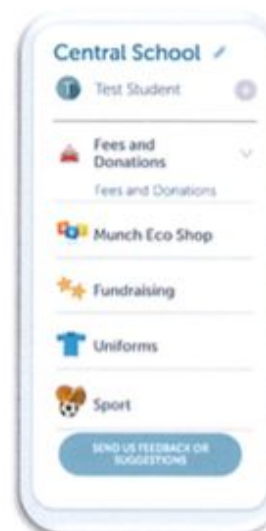 Central School
Test Student
Fees and
Donations
Fees and Donations
Munch Eco Shop
Fundraising
Uniforms
Sport
SEND US FEEDBACK OR
SUGGESTIONS